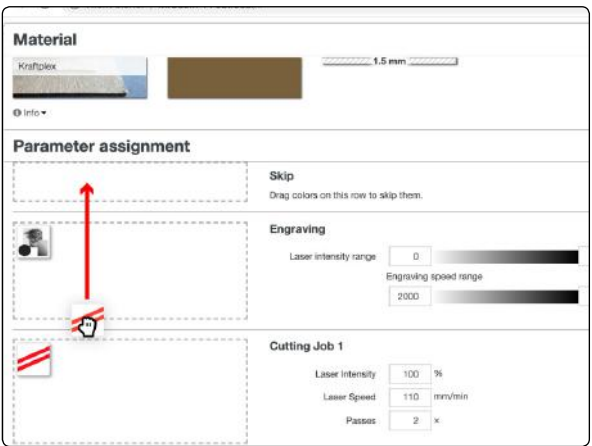 Material
Kraftplex
1.5 mm
Info
Parameter assignment
Skip
Drag colors on this row to skip them.
Engraving
Laser intensity range 0
Engraving speed range
2000
Cutting Job 1
Laser Intensity 100 %
Laser Speed 110 mm/min
Passes 2 x